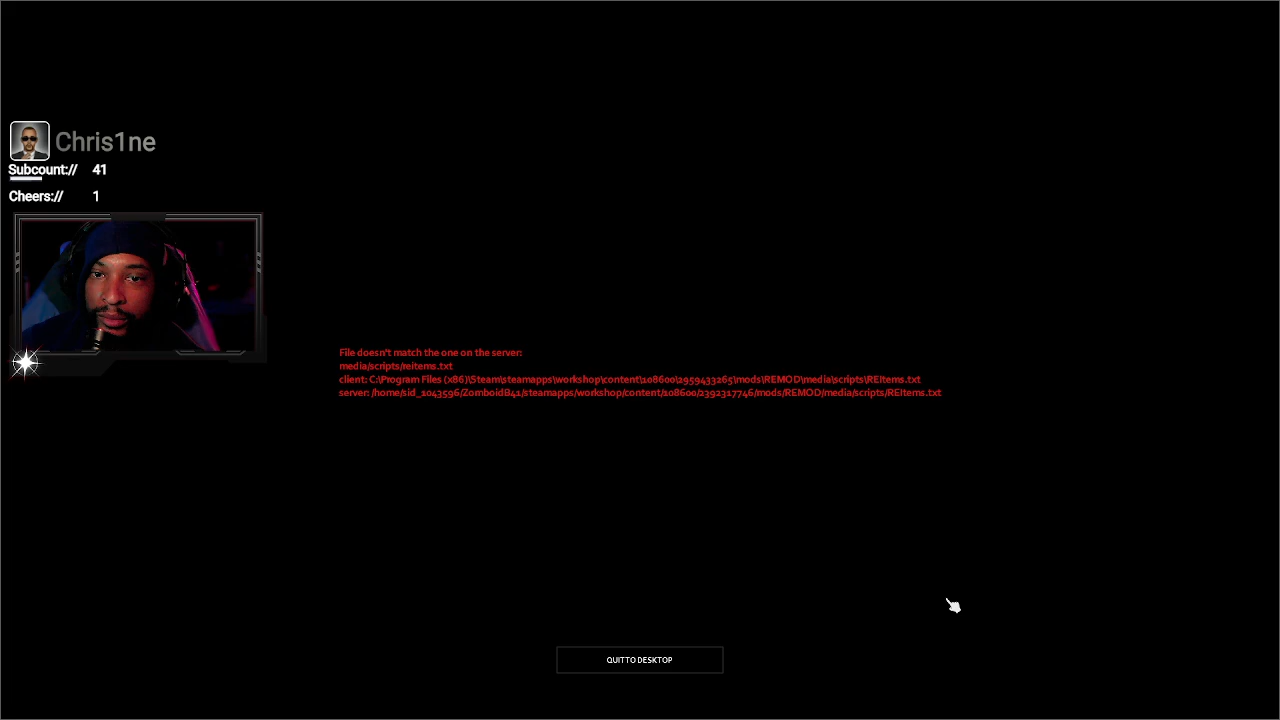 Chris1ne
Subcount:// 41
Cheers:// 1
File doesn't match the one on the server:
media/scripts/reitems.txt
client: C:\Program Files (x86)\Steam\steamapps\workshop\content\108600\2959433265\mods\REMOD\media\scripts\REItems.txt
server: /home/sid_1043596/ZomboidB41/steamapps/workshop/content/108600/2392317746/mods/REMOD/media/scripts/REItems.txt
QUIT TO DESKTOP